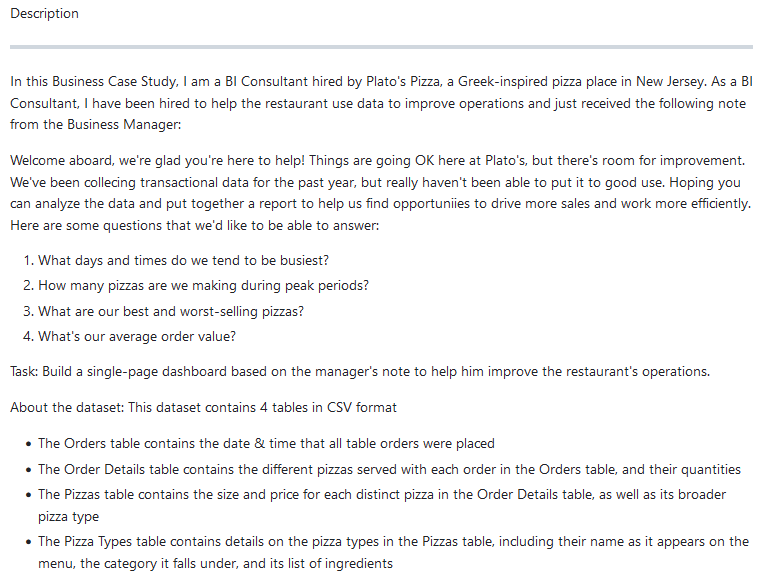 Description
In this Business Case Study, I am a BI Consultant hired by Plato's Pizza, a Greek-inspired pizza place in New Jersey. As a BI
Consultant, I have been hired to help the restaurant use data to improve operations and just received the following note
from the Business Manager:
Welcome aboard, we're glad you're here to help! Things are going OK here at Plato's, but there's room for improvement.
We've been collecing transactional data for the past year, but really haven't been able to put it to good use. Hoping you
can analyze the data and put together a report to help us find opportuniies to drive more sales and work more efficiently.
Here are some questions that we'd like to be able to answer:
1. What days and times do we tend to be busiest?
2. How many pizzas are we making during peak periods?
3. What are our best and worst-selling pizzas?
4. What's our average order value?
Task: Build a single-page dashboard based on the manager's note to help him improve the restaurant's operations.
About the dataset: This dataset contains 4 tables in CSV format
• The Orders table contains the date & time that all table orders were placed
• The Order Details table contains the different pizzas served with each order in the Orders table, and their quantities
• The Pizzas table contains the size and price for each distinct pizza in the Order Details table, as well as its broader
pizza type
• The Pizza Types table contains details on the pizza types in the Pizzas table, including their name as it appears on the
menu, the category it falls under, and its list of ingredients